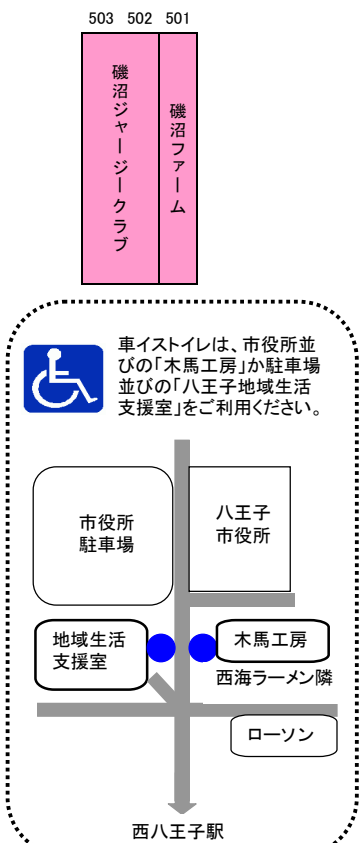 503 502 501
磯沼ジャージークラブ
磯沼ファーム
車イストイレは、市役所並
びの「木馬工房」か駐車場
並びの「八王子地域生活
支援室」をご利用ください。
市役所
駐車場
八王子
市役所
地域生活
支援室
木馬工房
西海ラーメン隣
ローソン
西八王子駅